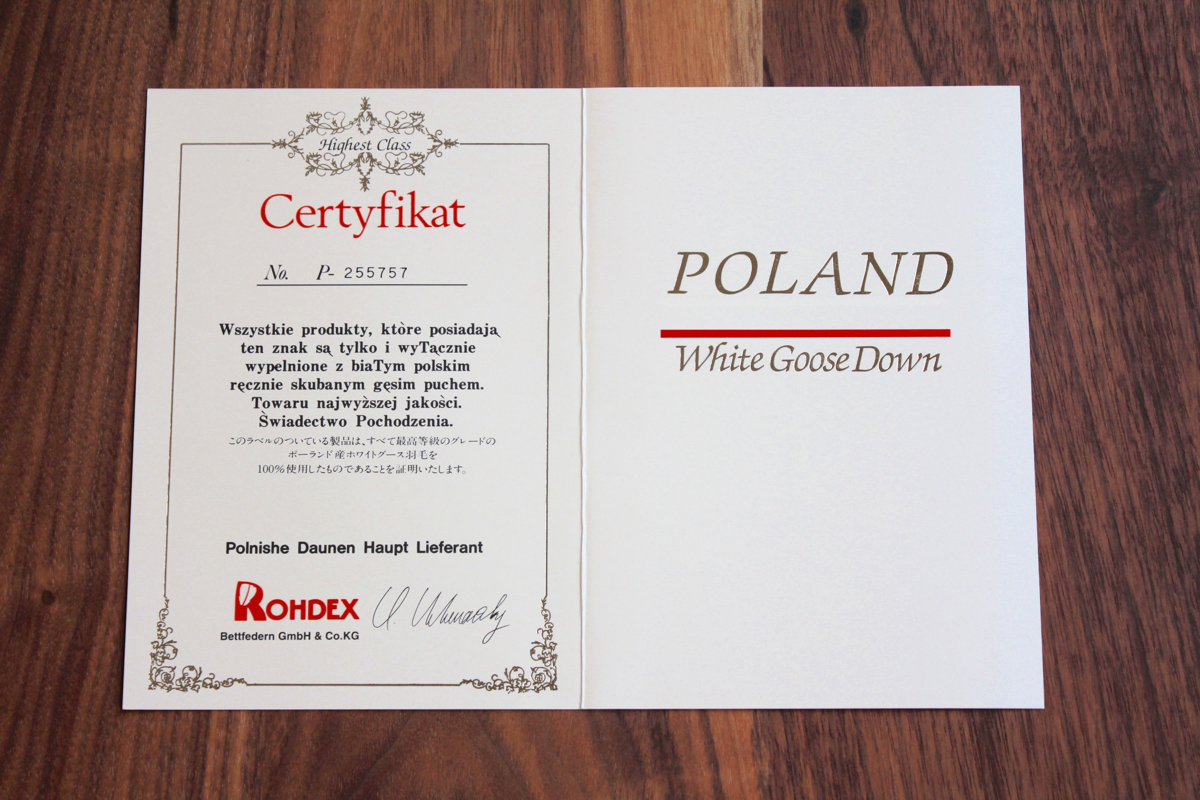 Highest Class
Certyfikat
No. P- 255757
Wszystkie produkty, które posiadają
ten znak są tylko i wyTącznie
wypełnione z biaTym polskim
ręcznie skubanym gęsim puchem.
Towaru najwyższej jakości.
Świadectwo Pochodzenia.
このラベルのついている製品は、すべて最高等級のグレードの
ポーランド産ホワイトグース羽毛を
100%使用したものであることを証明いたします。
Polnishe Daunen Haupt Lieferant
ROHDEX
Bettfedern GmbH & Co.KG
POLAND
White Goose Down